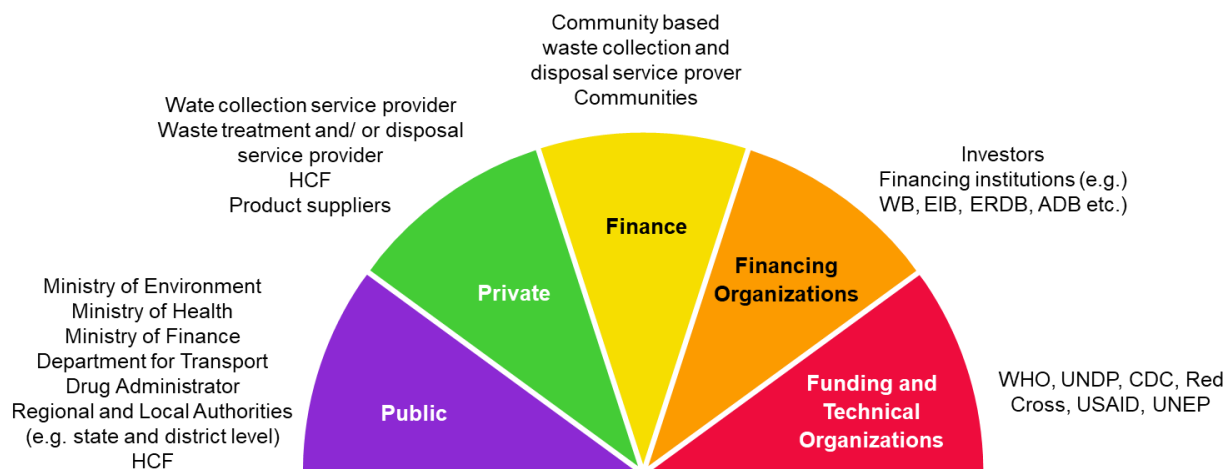 Community based
waste collection and
disposal service prover
Communities
Wate collection service provider
Waste treatment and/ or disposal
service provider
HCF
Product suppliers
Investors
Financing institutions (e.g.)
WB, EIB, ERDB, ADB etc.)
Ministry of Environment
Ministry of Health
Ministry of Finance
Department for Transport
Drug Administrator
Regional and Local Authorities
(e.g. state and district level)
HCF
Public
Private
Finance
Financing
Organizations
Funding and
Technical
Organizations
WHO, UNDP, CDC, Red
Cross, USAID, UNEP